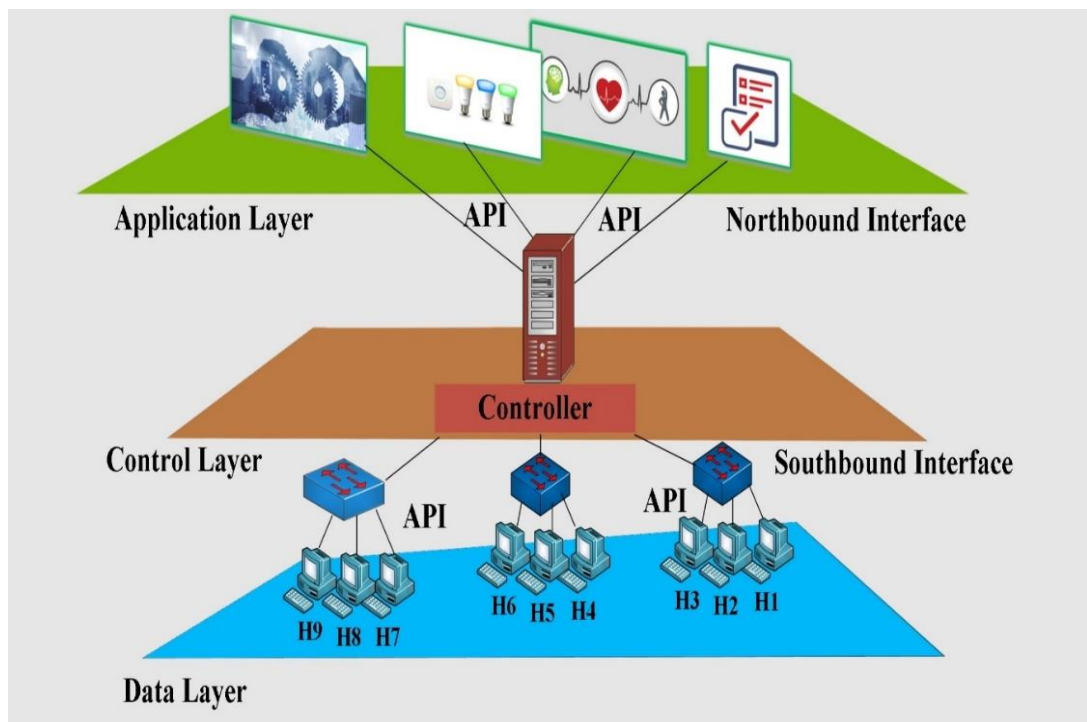 API
API
Application Layer
Northbound Interface
Controller
Control Layer
Southbound Interface
API
API
H9
H8
H7
H6
H5
H4
H3
H2
H1
Data Layer